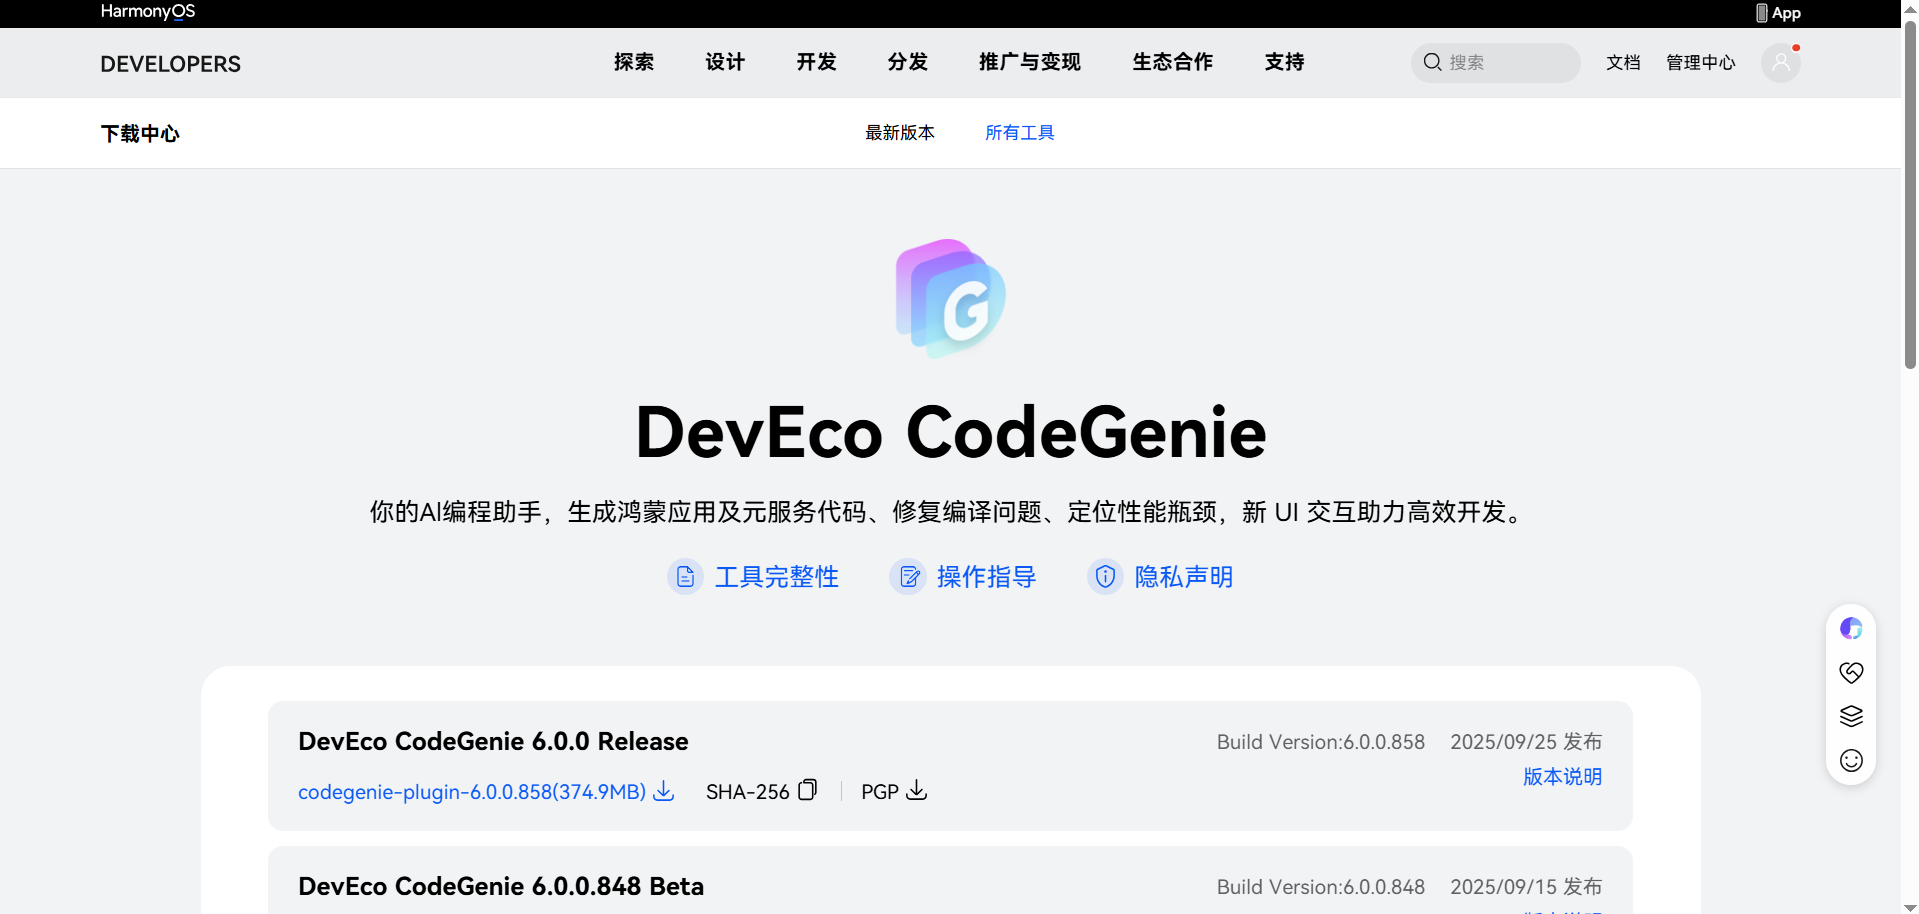 HarmonyOS
App
DEVELOPERS
探索 设计 开发 分发 推广与变现 生态合作 支持
搜索
文档 管理中心
下载中心
最新版本 所有工具
G
DevEco CodeGenie
你的AI编程助手，生成鸿蒙应用及元服务代码、修复编译问题、定位性能瓶颈，新 UI 交互助力高效开发。
工具完整性 操作指导 隐私声明
DevEco CodeGenie 6.0.0 Release
Build Version:6.0.0.858 2025/09/25 发布
版本说明
codegenie-plugin-6.0.0.858(374.9MB) SHA-256 PGP
DevEco CodeGenie 6.0.0.848 Beta
Build Version:6.0.0.848 2025/09/15 发布